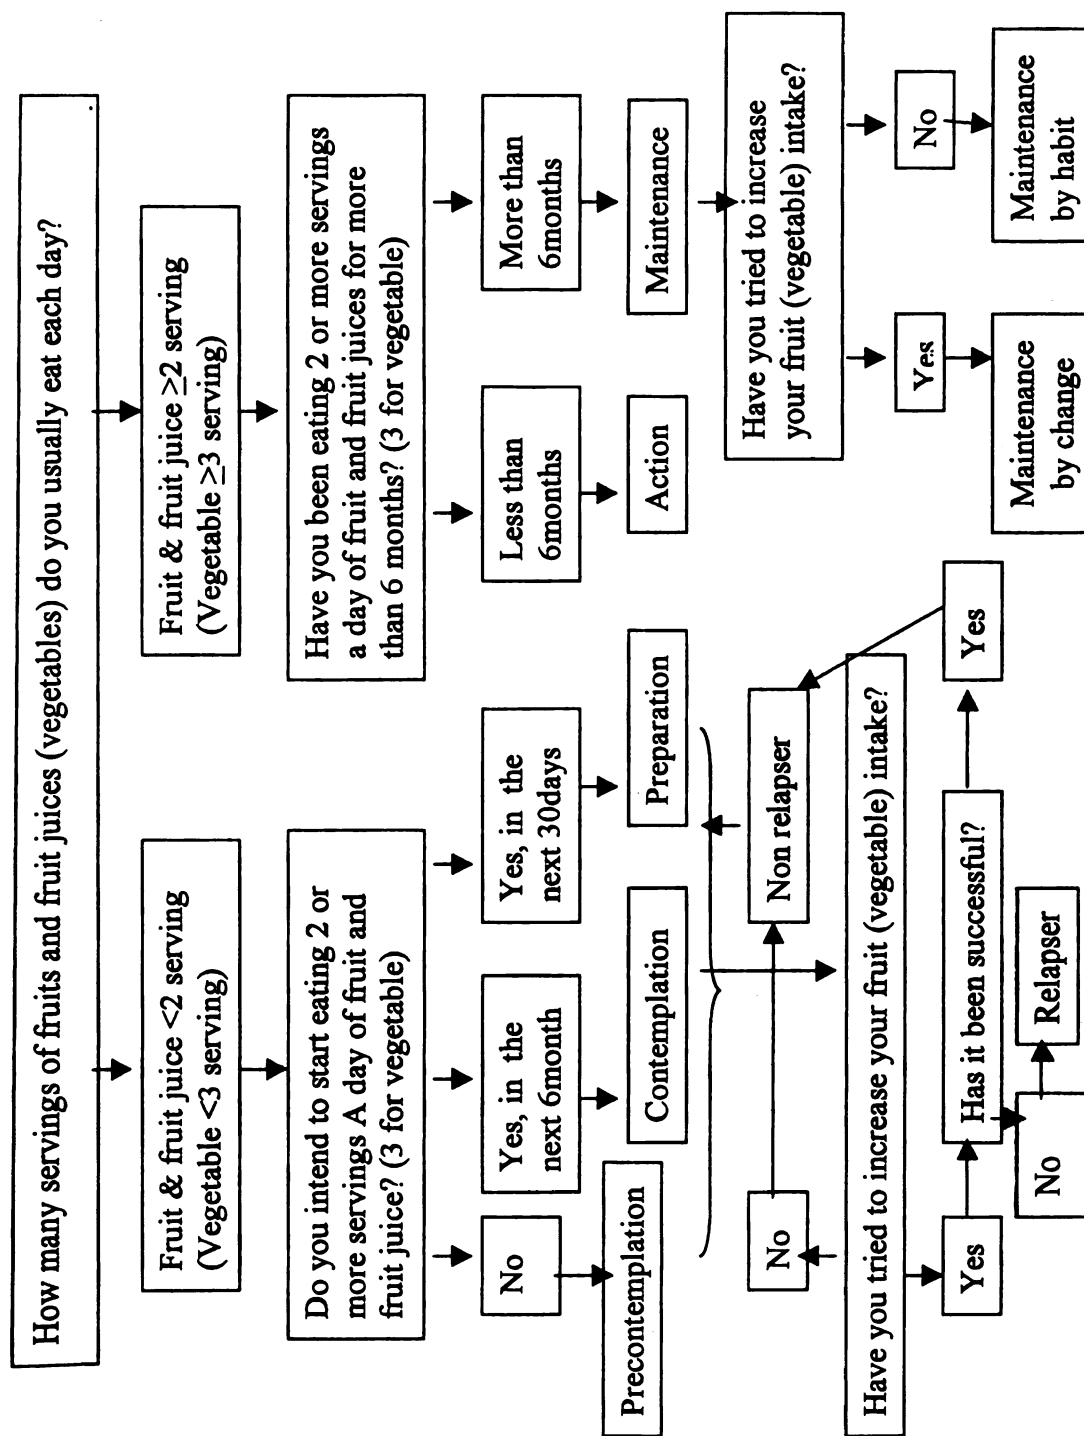 How many servings of fruits and fruit juices (vegetables) do you usually eat each day?
Fruit & fruit juice <2 serving
(Vegetable <3 serving)
Fruit & fruit juice ≥2 serving
(Vegetable ≥3 serving)
Do you intend to start eating 2 or
more servings A day of fruit and
fruit juice? (3 for vegetable)
Have you been eating 2 or more servings
a day of fruit and fruit juices for more
than 6 months? (3 for vegetable)
No
Yes, in the
next 6month
Yes, in the
next 30days
Less than
6months
More than
6months
Precontemplation
Contemplation
Preparation
Action
Maintenance
No
Non relapser
Have you tried to increase
your fruit (vegetable) intake?
Have you tried to increase your fruit (vegetable) intake?
Yes
No
Yes
Has it been successful?
Yes
No
Relapser
Maintenance
by change
Maintenance
by habit